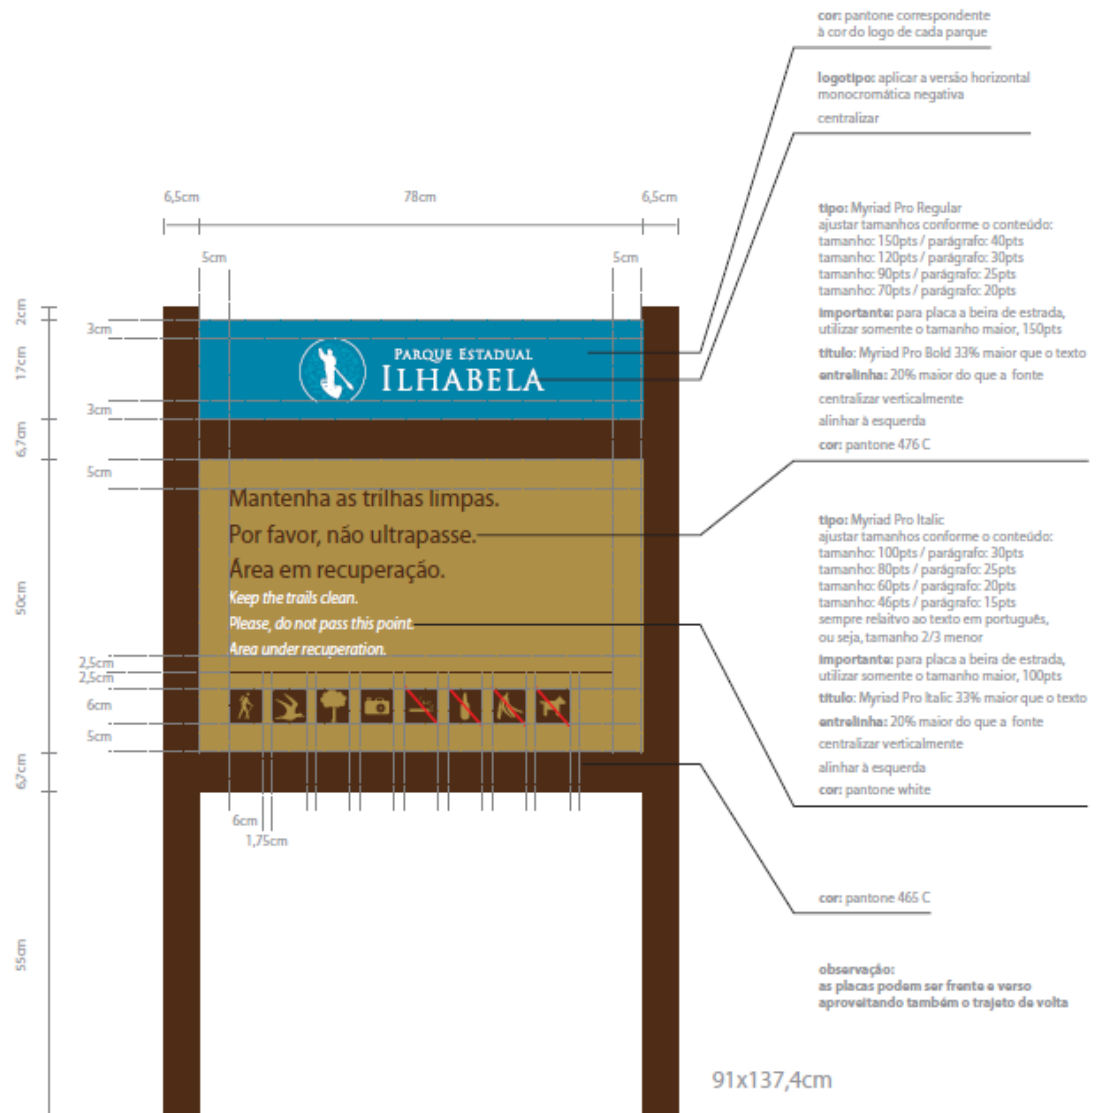 cor: pantone correspondente
à cor do logo de cada parque
logotipo: aplicar a versão horizontal
monocromática negativa
centralizar
6,5cm
78cm
6,5cm
tipo: Myriad Pro Regular
ajustar tamanhos conforme o conteúdo:
tamanho: 150pts / parágrafo: 40pts
tamanho: 120pts / parágrafo: 30pts
tamanho: 90pts / parágrafo: 25pts
tamanho: 70pts / parágrafo: 20pts
importante: para placa a beira de estrada,
utilizar somente o tamanho maior, 150pts
título: Myriad Pro Bold 33% maior que o texto
entrelinha: 20% maior do que a fonte
centralizar verticalmente
alinhar à esquerda
cor: pantone 476 C
5cm
5cm
2cm
3cm
17cm
3cm
6,7cm
5cm
PARQUE ESTADUAL
ILHABELA
Mantenha as trilhas limpas.
Por favor, não ultrapasse.
Área em recuperação.
Keep the trails clean.
Please, do not pass this point.
Area under recuperation.
50cm
2,5cm
2,5cm
6cm
5cm
6,7cm
6cm
1,75cm
55cm
tipo: Myriad Pro Italic
ajustar tamanhos conforme o conteúdo:
tamanho: 100pts / parágrafo: 30pts
tamanho: 80pts / parágrafo: 25pts
tamanho: 60pts / parágrafo: 20pts
tamanho: 46pts / parágrafo: 15pts
sempre relaitvo ao texto em português,
ou seja, tamanho 2/3 menor
importante: para placa a beira de estrada,
utilizar somente o tamanho maior, 100pts
título: Myriad Pro Italic 33% maior que o texto
entrelinha: 20% maior do que a fonte
centralizar verticalmente
alinhar à esquerda
cor: pantone white
cor: pantone 465 C
observação:
as placas podem ser frente e verso
aproveitando também o trajeto de volta
91x137,4cm